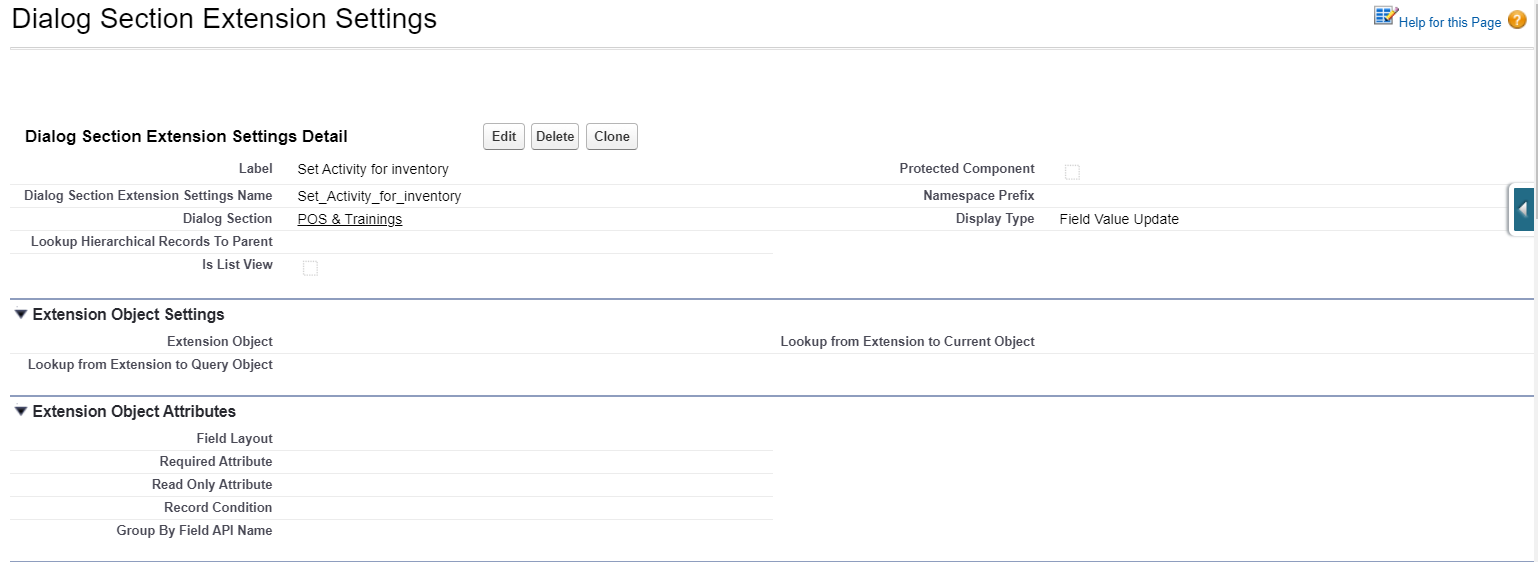 Dialog Section Extension Settings
Help for this Page ?
Dialog Section Extension Settings Detail Edit Delete Clone
Label Set Activity for inventory Protected Component
Dialog Section Extension Settings Name Set_Activity_for_inventory Namespace Prefix
Dialog Section POS & Trainings Display Type Field Value Update
Lookup Hierarchical Records To Parent
Is List View
Extension Object Settings
Extension Object Lookup from Extension to Current Object
Lookup from Extension to Query Object
Extension Object Attributes
Field Layout
Required Attribute
Read Only Attribute
Record Condition
Group By Field API Name